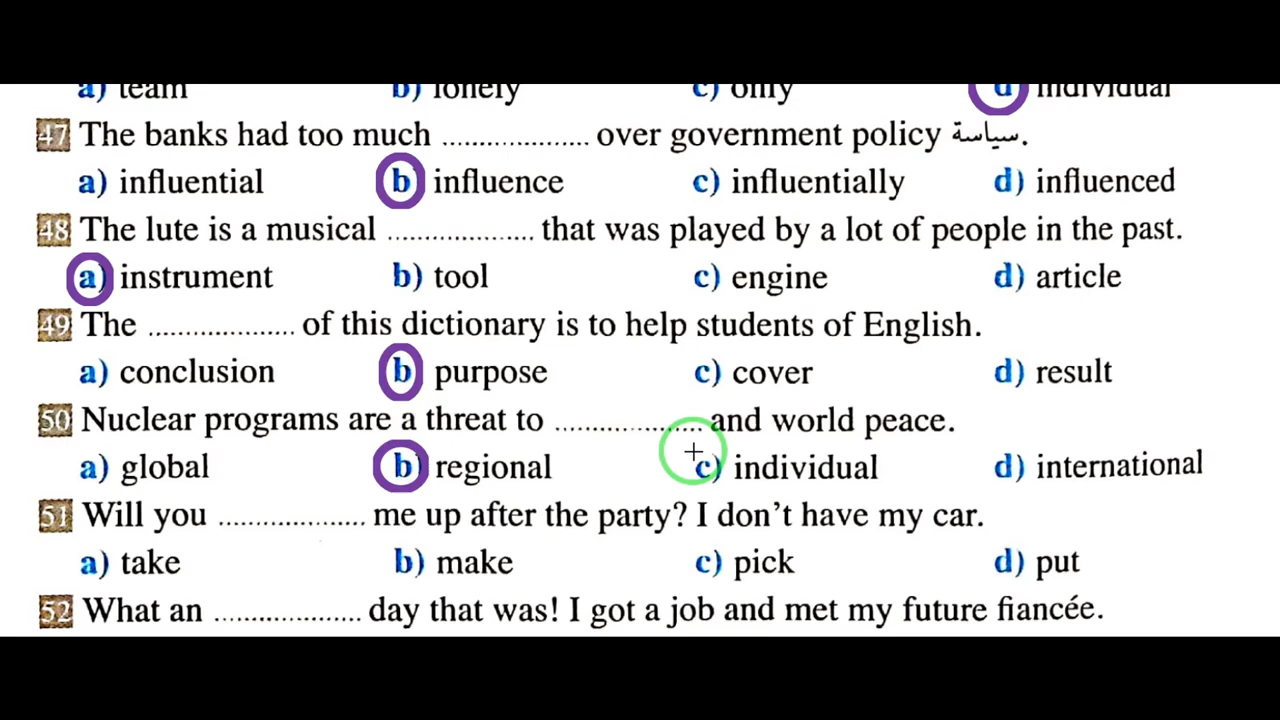 a) team b) lonely c) only d) individual
47 The banks had too much .................... over government policy سياسة.
a) influential b) influence c) influentially d) influenced
48 The lute is a musical .................... that was played by a lot of people in the past.
a) instrument b) tool c) engine d) article
49 The .................... of this dictionary is to help students of English.
a) conclusion b) purpose c) cover d) result
50 Nuclear programs are a threat to .................... and world peace.
a) global b) regional c) individual d) international
51 Will you .................... me up after the party? I don't have my car.
a) take b) make c) pick d) put
52 What an .................... day that was! I got a job and met my future fiancée.